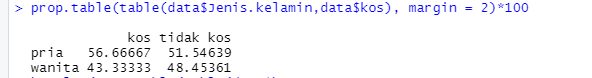 > prop.table(table(data$Jenis.kelamin,data$kos), margin = 2)*100
kos tidak kos
pria 56.66667 51.54639
wanita 43.33333 48.45361